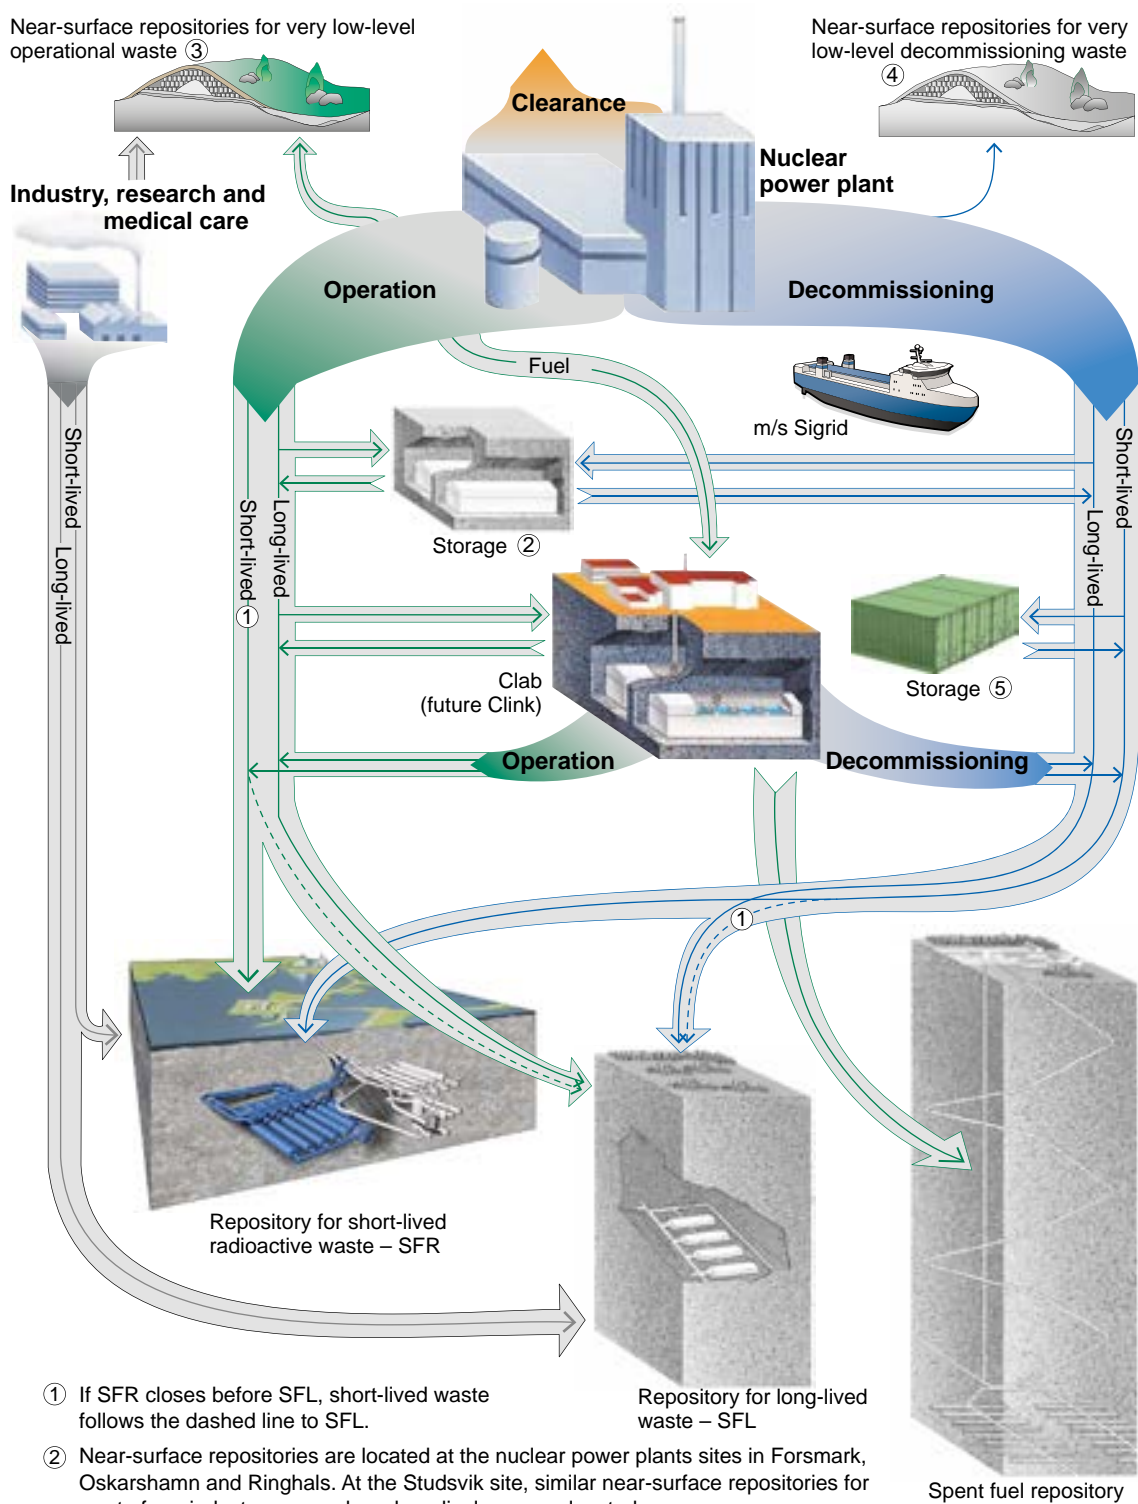 Near-surface repositories for very low-level
operational waste ③
Near-surface repositories for very
low-level decommissioning waste
④
Clearance
Nuclear
power plant
Industry, research and
medical care
Operation
Decommissioning
Fuel
m/s Sigrid
Short-lived
Long-lived
Short-lived
Long-lived
①
Short-lived
Long-lived
Storage ②
Clab
(future Clink)
Storage ⑤
Operation
Decommissioning
①
Repository for short-lived
radioactive waste – SFR
Repository for long-lived
waste – SFL
Spent fuel repository
① If SFR closes before SFL, short-lived waste
follows the dashed line to SFL.
② Near-surface repositories are located at the nuclear power plants sites in Forsmark,
Oskarshamn and Ringhals. At the Studsvik site, similar near-surface repositories for